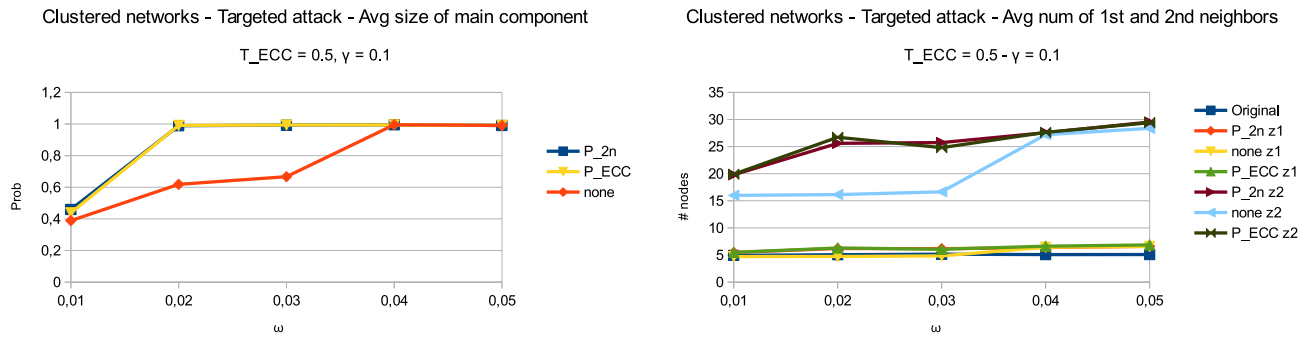 Clustered networks - Targeted attack - Avg size of main component
T_ECC = 0.5, γ = 0.1
Prob
1,2
1
0,8
0,6
0,4
0,2
0
0,01
0,02
0,03
0,04
0,05
ω
P_2n
P_ECC
none
Clustered networks - Targeted attack - Avg num of 1st and 2nd neighbors
T_ECC = 0.5 - γ = 0.1
# nodes
35
30
25
20
15
10
5
0
0,01
0,02
0,03
0,04
0,05
ω
Original
P_2n z1
none z1
P_ECC z1
P_2n z2
none z2
P_ECC z2